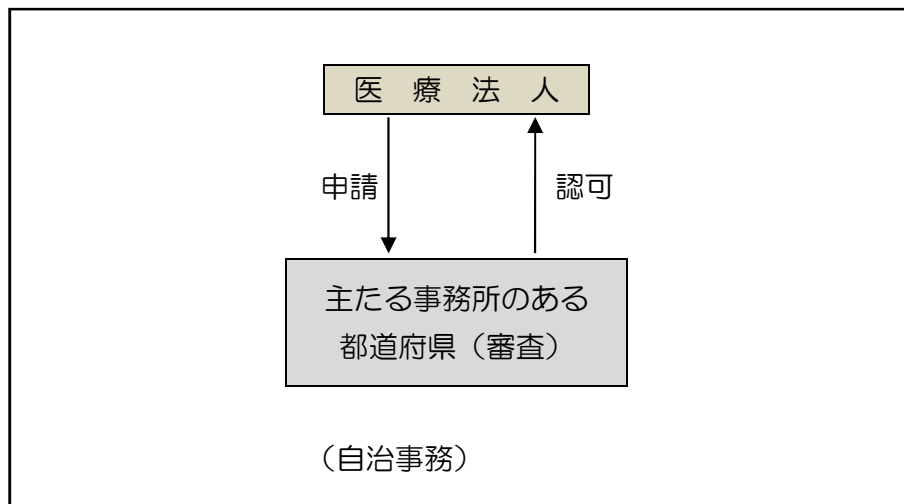 医 療 法 人
申請
認可
主たる事務所のある
都道府県（審査）
（自治事務）